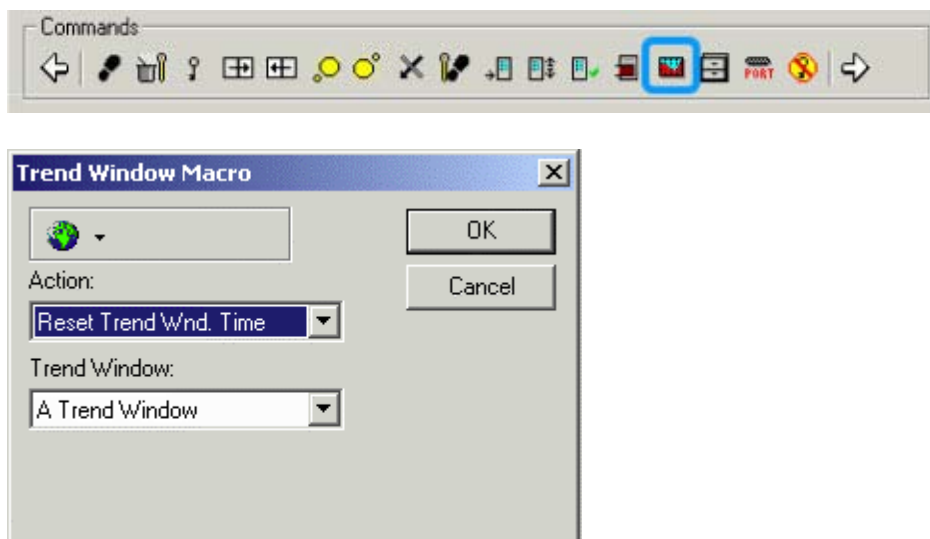 Commands
PORT
Trend Window Macro
OK
Action:
Cancel
Reset Trend Wnd. Time
Trend Window:
A Trend Window